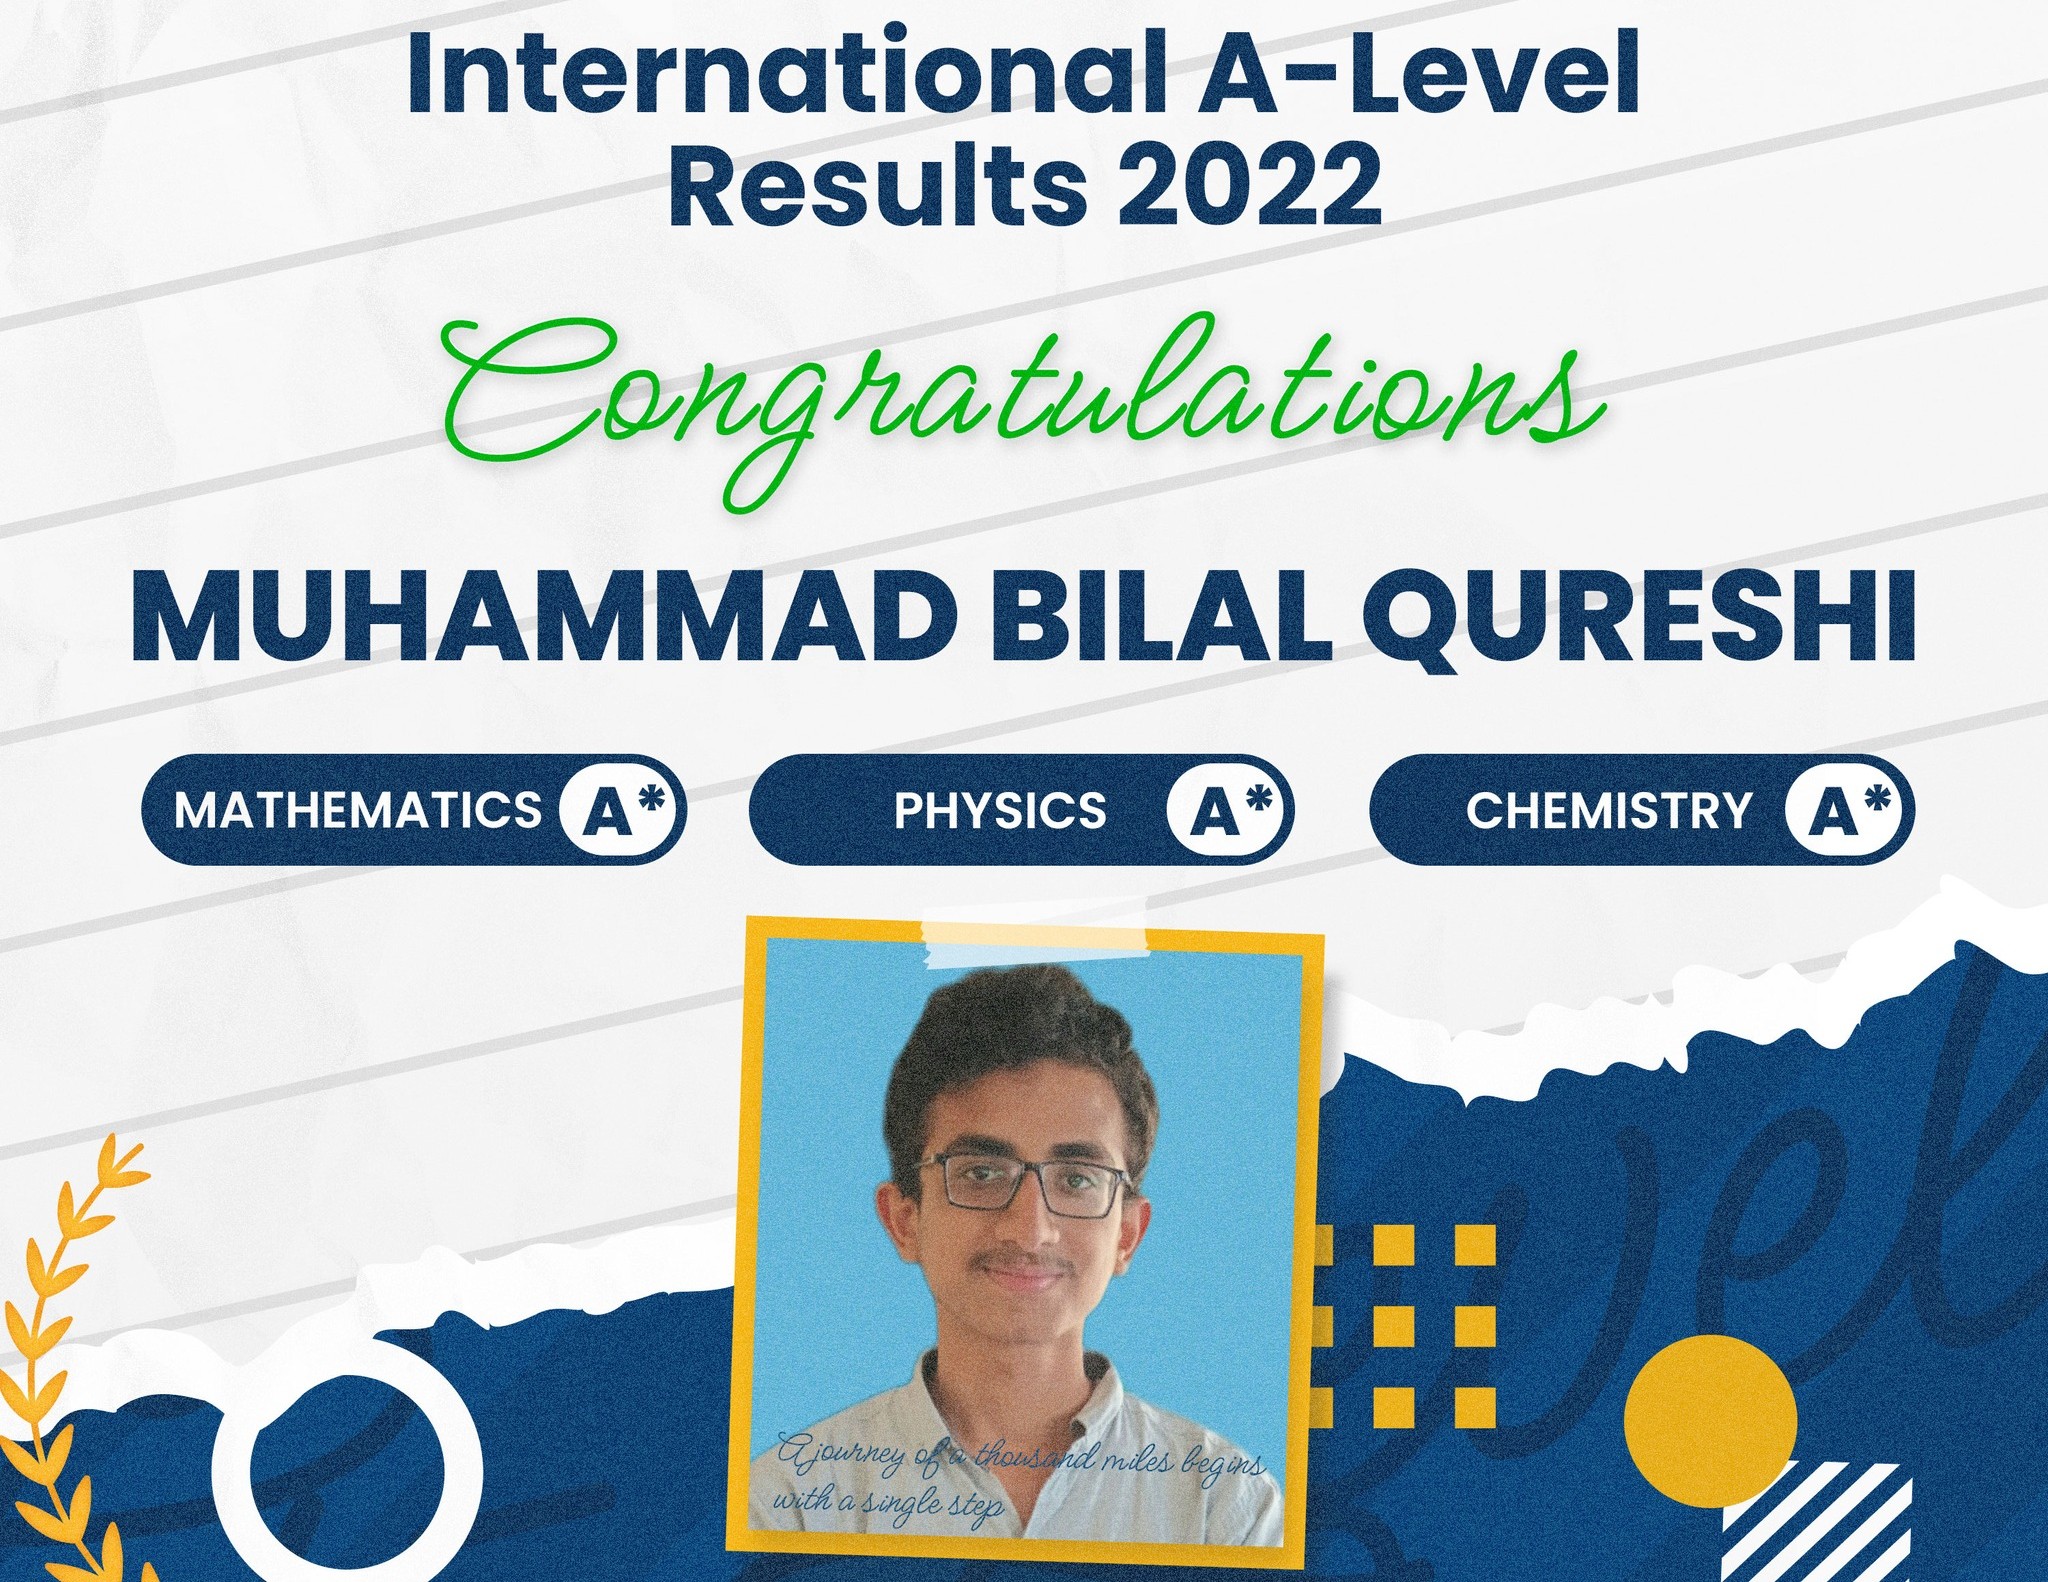 International A-Level
Results 2022
Congratulations
MUHAMMAD BILAL QURESHI
MATHEMATICS A* PHYSICS A* CHEMISTRY A*
A journey of a thousand miles begins
with a single step